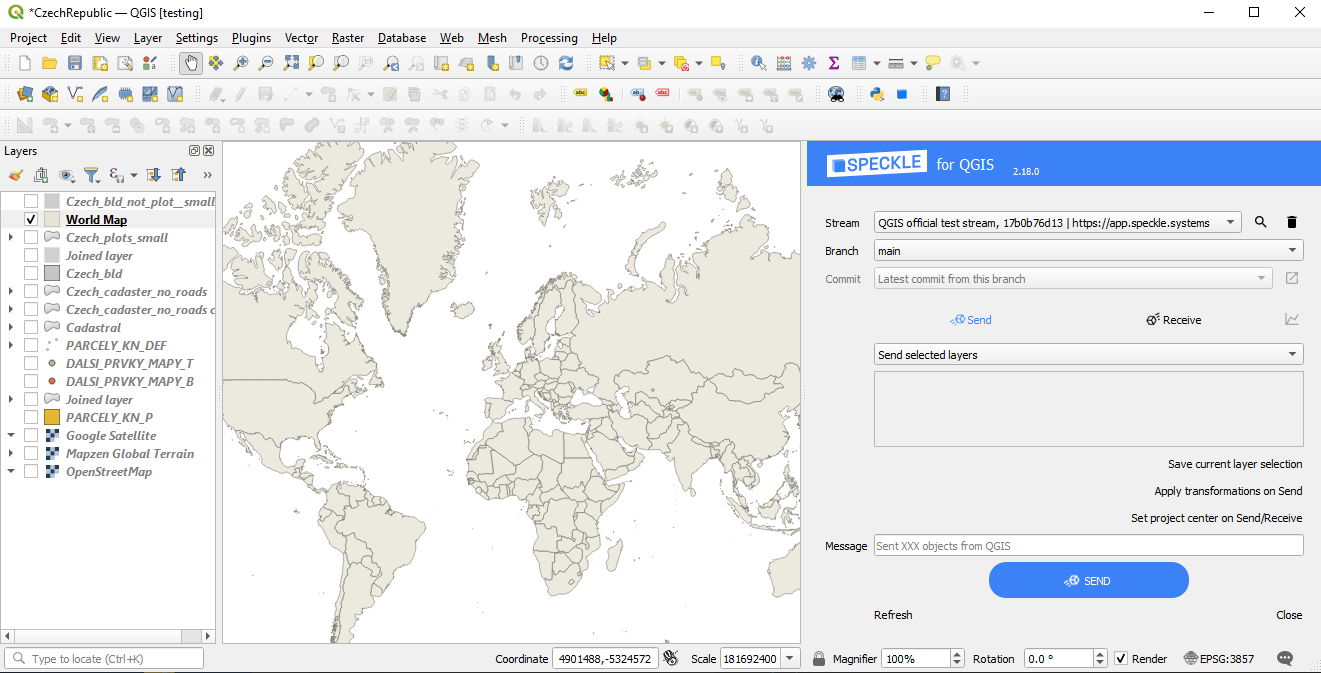 *CzechRepublic — QGIS [testing]
Project Edit View Layer Settings Plugins Vector Raster Database Web Mesh Processing Help
Layers
Czech_bld_not_plot__small
World Map
Czech_plots_small
Joined layer
Czech_bld
Czech_cadaster_no_roads
Czech_cadaster_no_roads c
Cadastral
PARCELY_KN_DEF
DALSI_PRVKY_MAPY_T
DALSI_PRVKY_MAPY_B
Joined layer
PARCELY_KN_P
Google Satellite
Mapzen Global Terrain
OpenStreetMap
SPECKLE for QGIS 2.18.0
Stream QGIS official test stream, 17b0b76d13 | https://app.speckle.systems
Branch main
Commit Latest commit from this branch
Send Receive
Send selected layers
Save current layer selection
Apply transformations on Send
Set project center on Send/Receive
Message Sent XXX objects from QGIS
SEND
Refresh Close
Type to locate (Ctrl+K) Coordinate 4901488,-5324572 Scale 181692400 Magnifier 100% Rotation 0.0 ° Render EPSG:3857